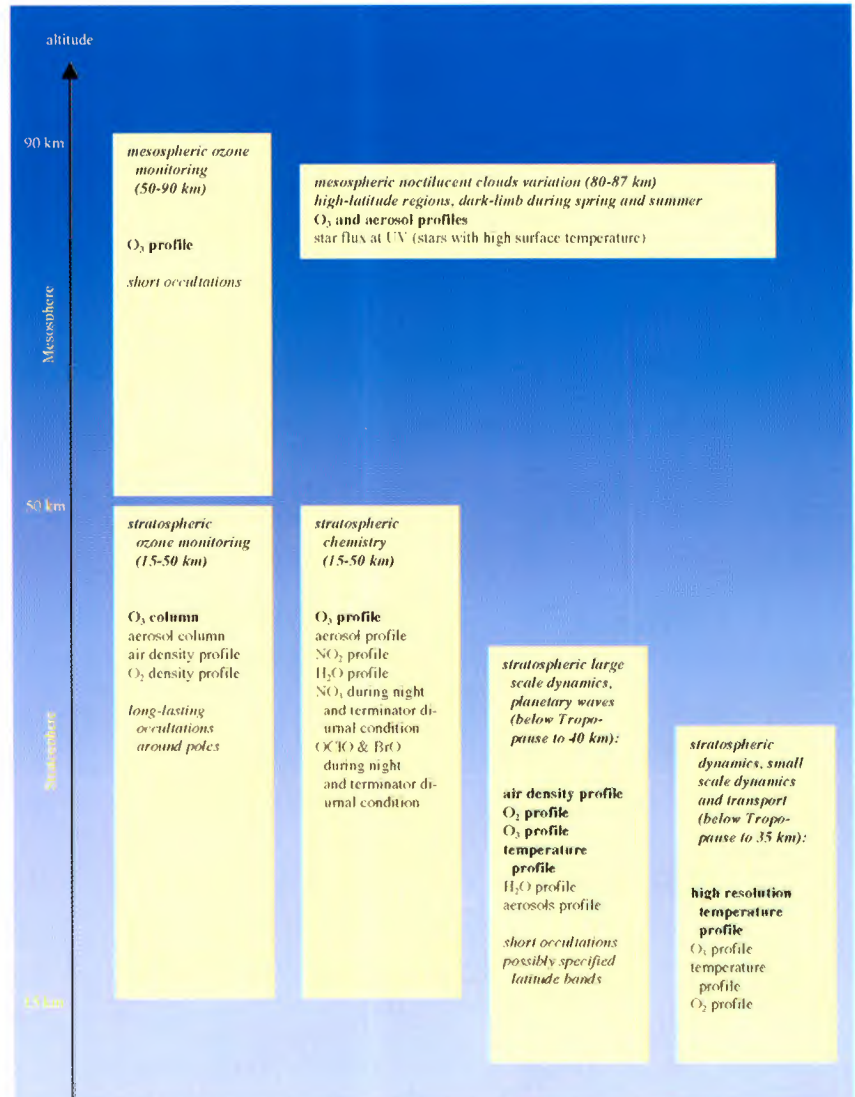 altitude
90 km
mesospheric ozone
monitoring
(50-90 km)
O₃ profile
short occultations
mesospheric noctilucent clouds variation (80-87 km)
high-latitude regions, dark-limb during spring and summer
O₃ and aerosol profiles
star flux at UV (stars with high surface temperature)
Mesosphere
50 km
stratospheric
ozone monitoring
(15-50 km)
O₃ column
aerosol column
air density profile
O₂ density profile
long-lasting
occultations
around poles
stratospheric
chemistry
(15-50 km)
O₃ profile
aerosol profile
NO₂ profile
H₂O profile
NO₃ during night
and terminator di-
urnal condition
OClO & BrO
during night
and terminator di-
urnal condition
stratospheric large
scale dynamics,
planetary waves
(below Tropo-
pause to 40 km):
air density profile
O₂ profile
O₃ profile
temperature
profile
H₂O profile
aerosols profile
short occultations
possibly specified
latitude bands
stratospheric
dynamics, small
scale dynamics
and transport
(below Tropo-
pause to 35 km):
high resolution
temperature
profile
O₃ profile
temperature
profile
O₂ profile
Stratosphere
15 km